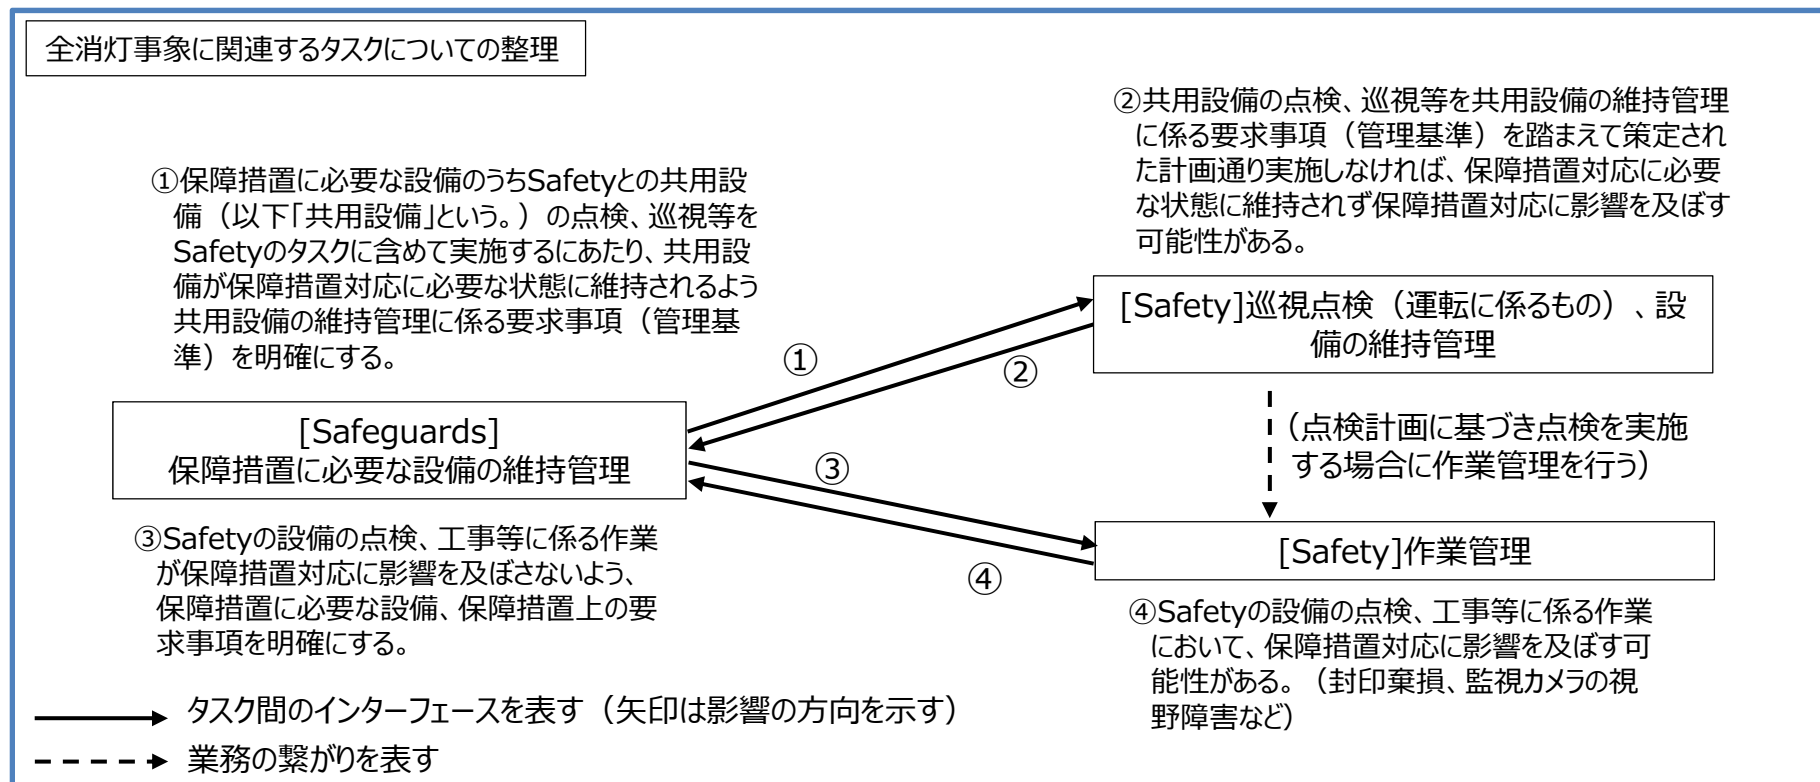 全消灯事象に関連するタスクについての整理
①保障措置に必要な設備のうちSafetyとの共用設
備（以下「共用設備」という。）の点検、巡視等を
Safetyのタスクに含めて実施するにあたり、共用設
備が保障措置対応に必要な状態に維持されるよう
共用設備の維持管理に係る要求事項（管理基
準）を明確にする。
②共用設備の点検、巡視等を共用設備の維持管理
に係る要求事項（管理基準）を踏まえて策定され
た計画通り実施しなければ、保障措置対応に必要
な状態に維持されず保障措置対応に影響を及ぼす
可能性がある。
[Safety]巡視点検（運転に係るもの）、設
備の維持管理
①
②
[Safeguards]
保障措置に必要な設備の維持管理
（点検計画に基づき点検を実施
する場合に作業管理を行う）
③
④
[Safety]作業管理
③Safetyの設備の点検、工事等に係る作業
が保障措置対応に影響を及ぼさないよう、
保障措置に必要な設備、保障措置上の要
求事項を明確にする。
④Safetyの設備の点検、工事等に係る作業
において、保障措置対応に影響を及ぼす可
能性がある。（封印棄損、監視カメラの視
野障害など）
タスク間のインターフェースを表す（矢印は影響の方向を示す）
業務の繋がりを表す